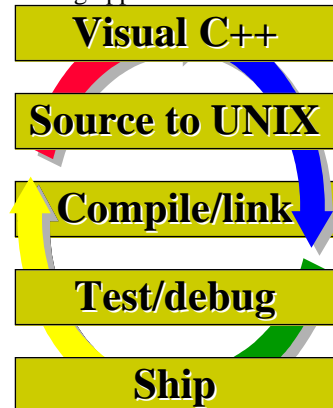 Visual C++
Source to UNIX
Compile/link
Test/debug
Ship